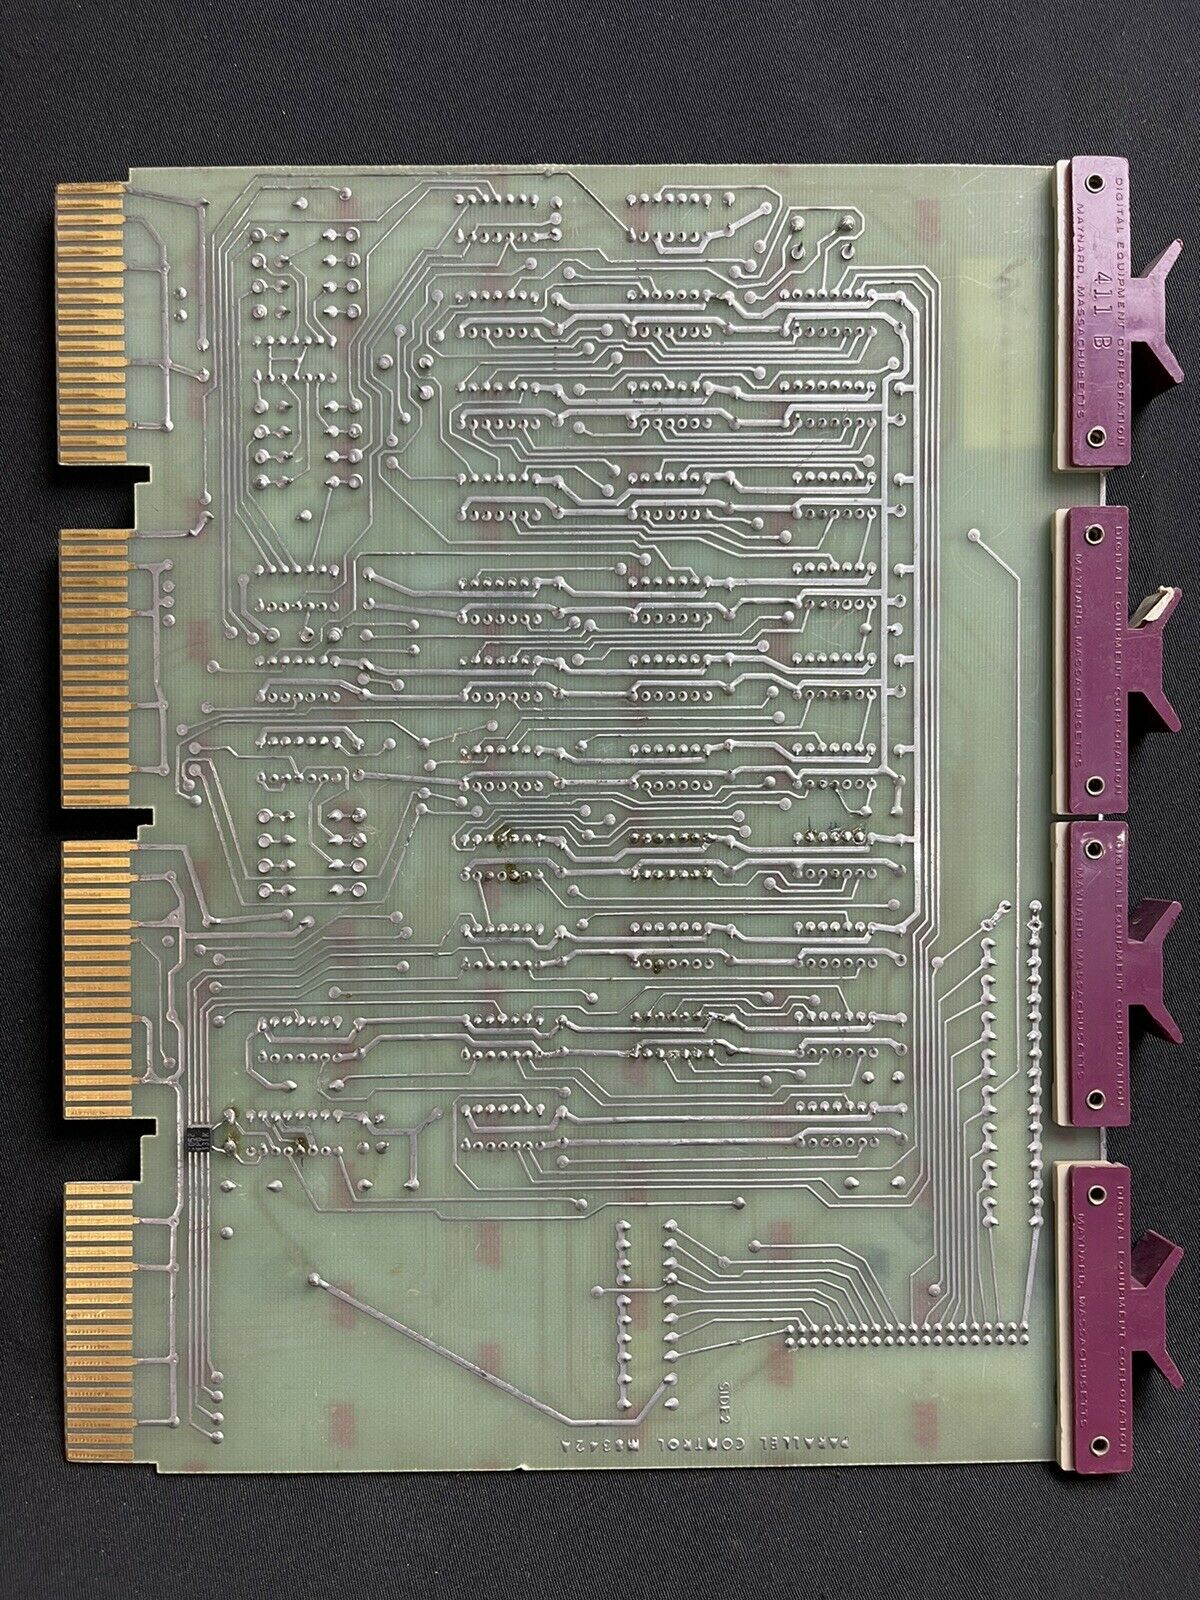 DIGITAL EQUIPMENT CORPORATION
411 B
MAYNARD, MASSACHUSETTS
DIGITAL EQUIPMENT CORPORATION
MAYNARD, MASSACHUSETTS
DIGITAL EQUIPMENT CORPORATION
MAYNARD, MASSACHUSETTS
DIGITAL EQUIPMENT CORPORATION
MAYNARD, MASSACHUSETTS
SIDE2
PARALLEL CONTROL M8342A